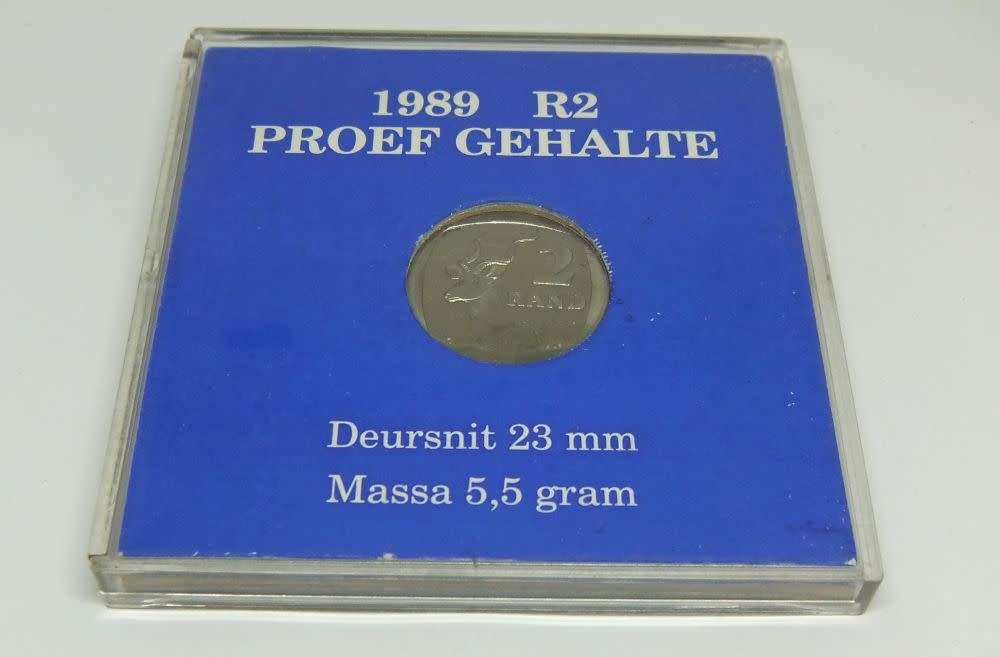 1989 R2
PROEF GEHALTE
2
RAND
Deursnit 23 mm
Massa 5,5 gram